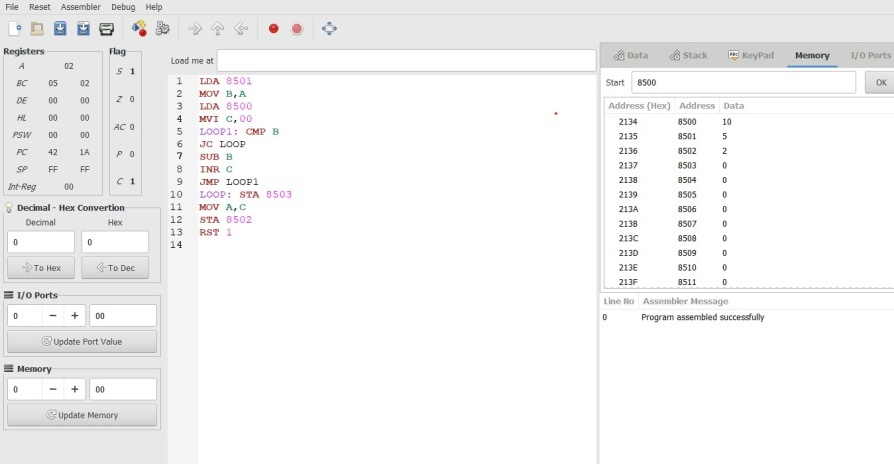 File Reset Assembler Debug Help
Registers
A 02
BC 05 02
DE 00 00
HL 00 00
PSW 00 00
PC 42 1A
SP FF FF
Int-Reg 00
Flag
S 1
Z 0
AC 0
P 0
C 1
Decimal - Hex Convertion
Decimal Hex
0 0
To Hex To Dec
I/O Ports
0 − + 00
Update Port Value
Memory
0 − + 00
Update Memory
Load me at
1 LDA 8501
2 MOV B,A
3 LDA 8500
4 MVI C,00
5 LOOP1: CMP B
6 JC LOOP
7 SUB B
8 INR C
9 JMP LOOP1
10 LOOP: STA 8503
11 MOV A,C
12 STA 8502
13 RST 1
14
Data Stack Abc KeyPad Memory I/O Ports
Start 8500 OK
Address (Hex) Address Data
2134 8500 10
2135 8501 5
2136 8502 2
2137 8503 0
2138 8504 0
2139 8505 0
213A 8506 0
213B 8507 0
213C 8508 0
213D 8509 0
213E 8510 0
213F 8511 0
Line No Assembler Message
0 Program assembled successfully